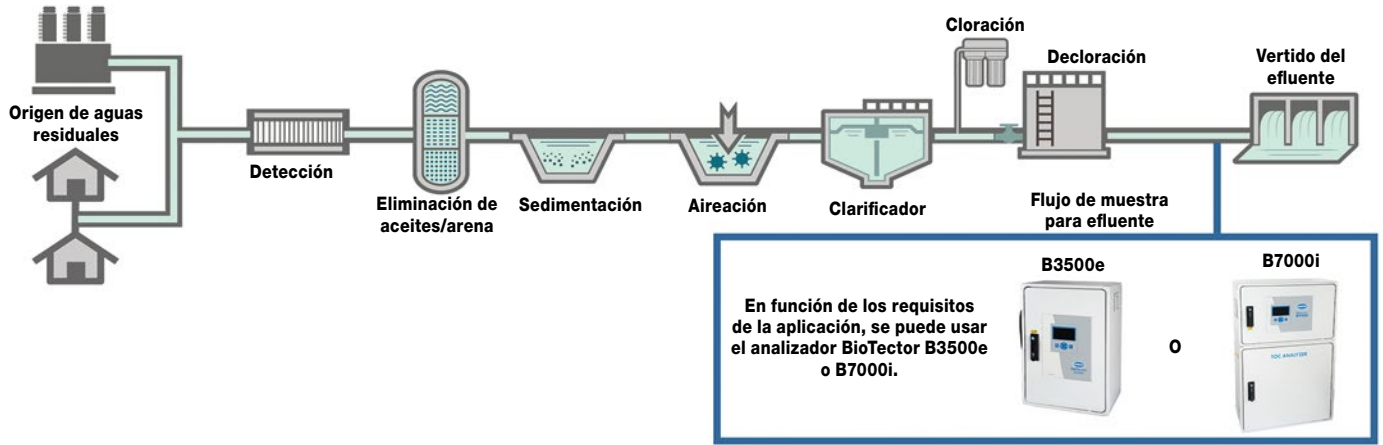 Origen de aguas
residuales
Detección
Eliminación de
aceites/arena
Sedimentación
Aireación
Clarificador
Cloración
Decloración
Vertido del
efluente
Flujo de muestra
para efluente
En función de los requisitos
de la aplicación, se puede usar
el analizador BioTector B3500e
o B7000i.
B3500e
O
B7000i
TOC ANALYZER